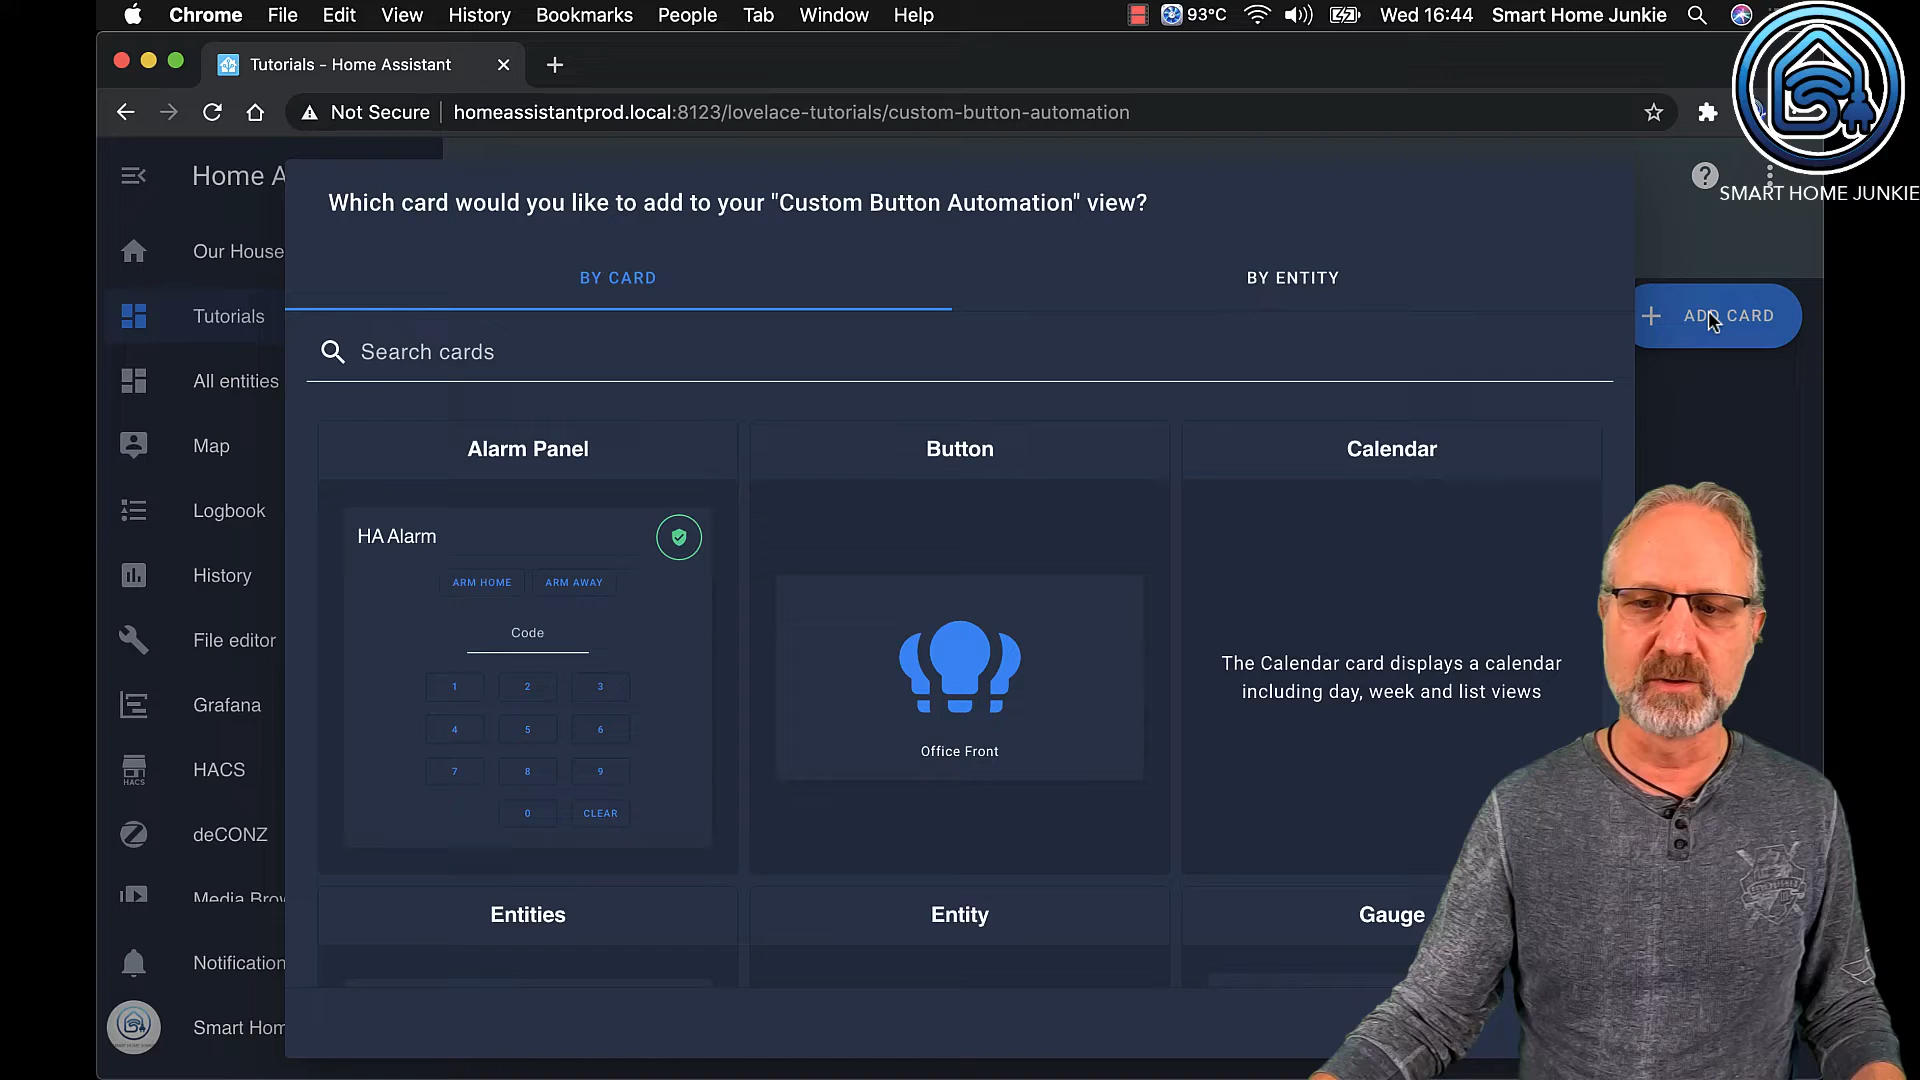 Chrome File Edit View History Bookmarks People Tab Window Help 93°C Wed 16:44 Smart Home Junkie
Tutorials - Home Assistant
Not Secure homeassistantprod.local:8123/lovelace-tutorials/custom-button-automation
SMART HOME JUNKIE
Home A
Our House
Tutorials
All entities
Map
Logbook
History
File editor
Grafana
HACS
HACS
deCONZ
Media Brow
Notification
Smart Hom
Which card would you like to add to your "Custom Button Automation" view?
BY CARD BY ENTITY
ADD CARD
Search cards
Alarm Panel
HA Alarm
ARM HOME ARM AWAY
Code
1 2 3
4 5 6
7 8 9
0 CLEAR
Button
Office Front
Calendar
The Calendar card displays a calendar
including day, week and list views
Entities
Entity
Gauge